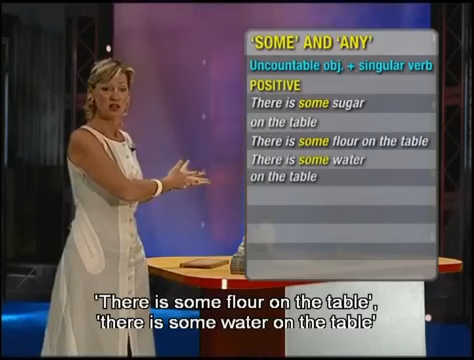 'SOME' AND 'ANY'
Uncountable obj. + singular verb
POSITIVE
There is some sugar
on the table
There is some flour on the table
There is some water
on the table
'There is some flour on the table',
'there is some water on the table'